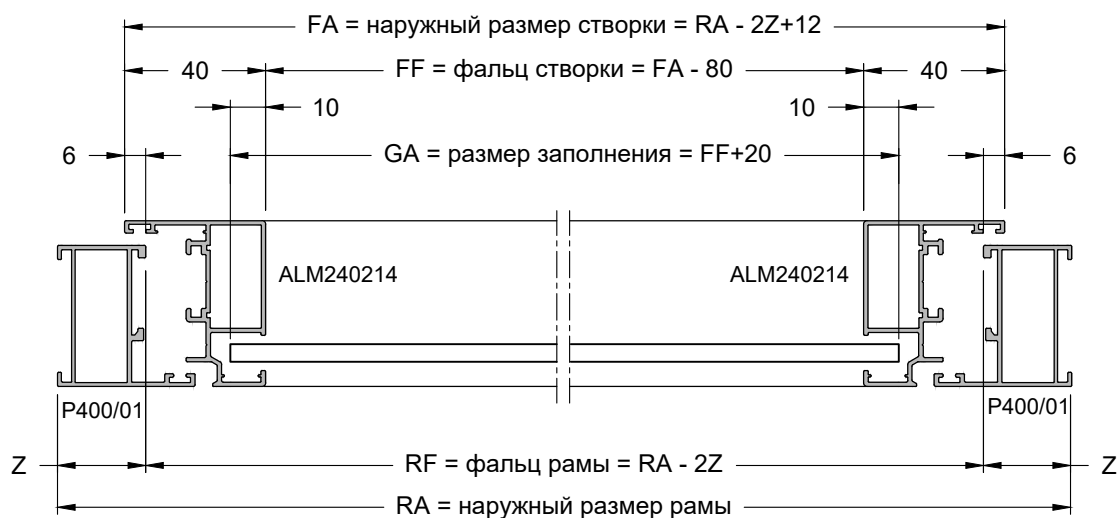 FA = наружный размер створки = RA - 2Z+12
40 FF = фальц створки = FA - 80 40
10 10
6 GA = размер заполнения = FF+20 6
ALM240214 ALM240214
P400/01 P400/01
Z RF = фальц рамы = RA - 2Z Z
RA = наружный размер рамы